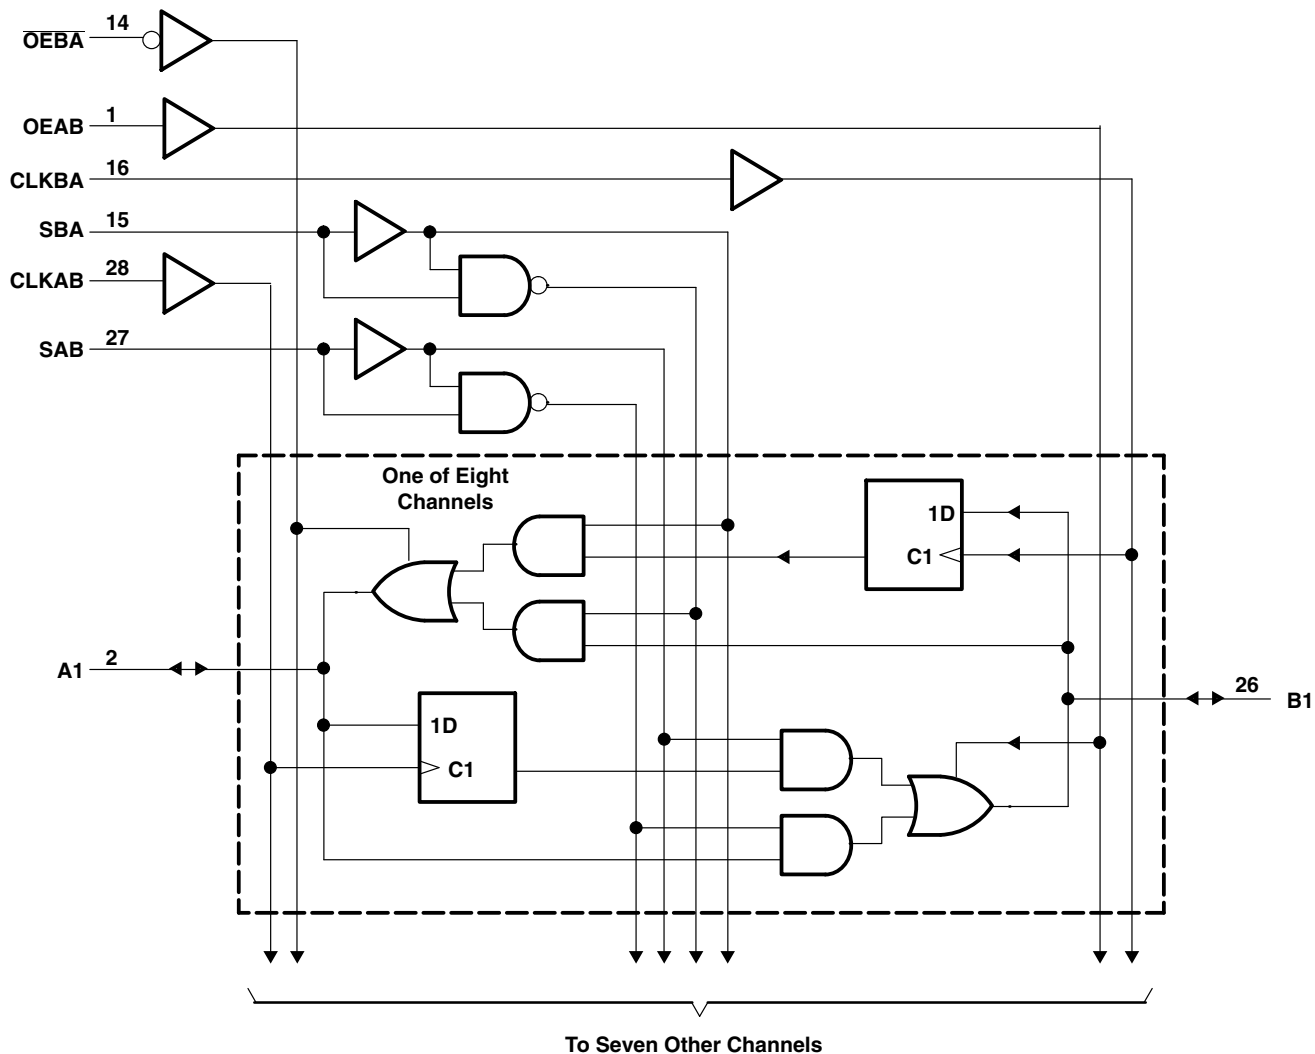 OEBA 14
OEAB 1
CLKBA 16
SBA 15
CLKAB 28
SAB 27
One of Eight
Channels
1D
C1
A1 2
1D
C1
26 B1
To Seven Other Channels